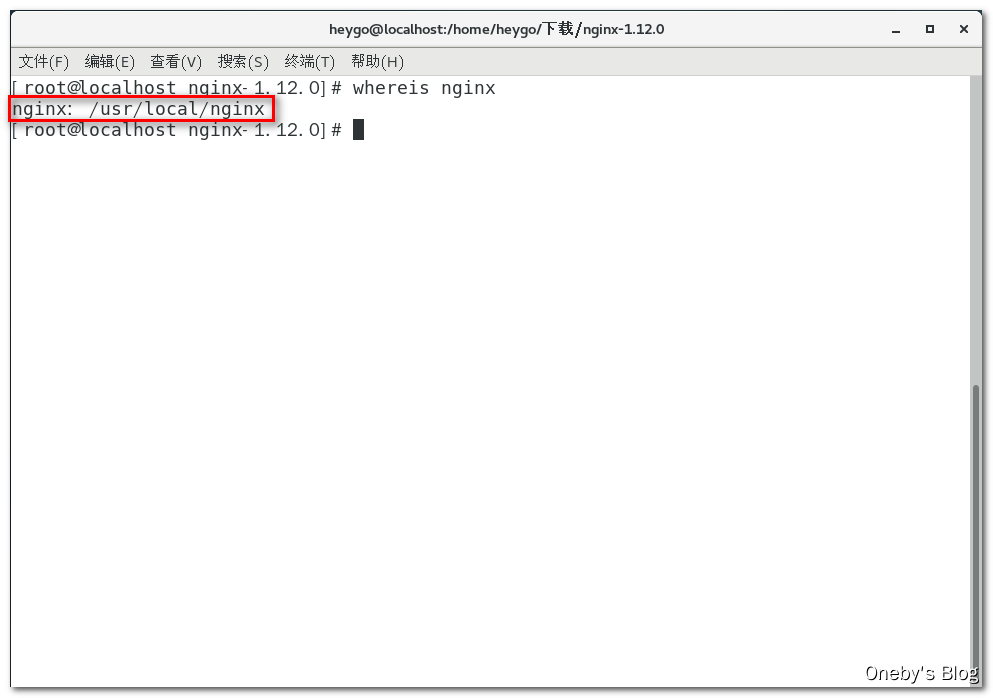 heygo@localhost:/home/heygo/下载/nginx-1.12.0
文件(F) 编辑(E) 查看(V) 搜索(S) 终端(T) 帮助(H)
[root@localhost nginx-1.12.0]# whereis nginx
nginx: /usr/local/nginx
[root@localhost nginx-1.12.0]#
Oneby's Blog